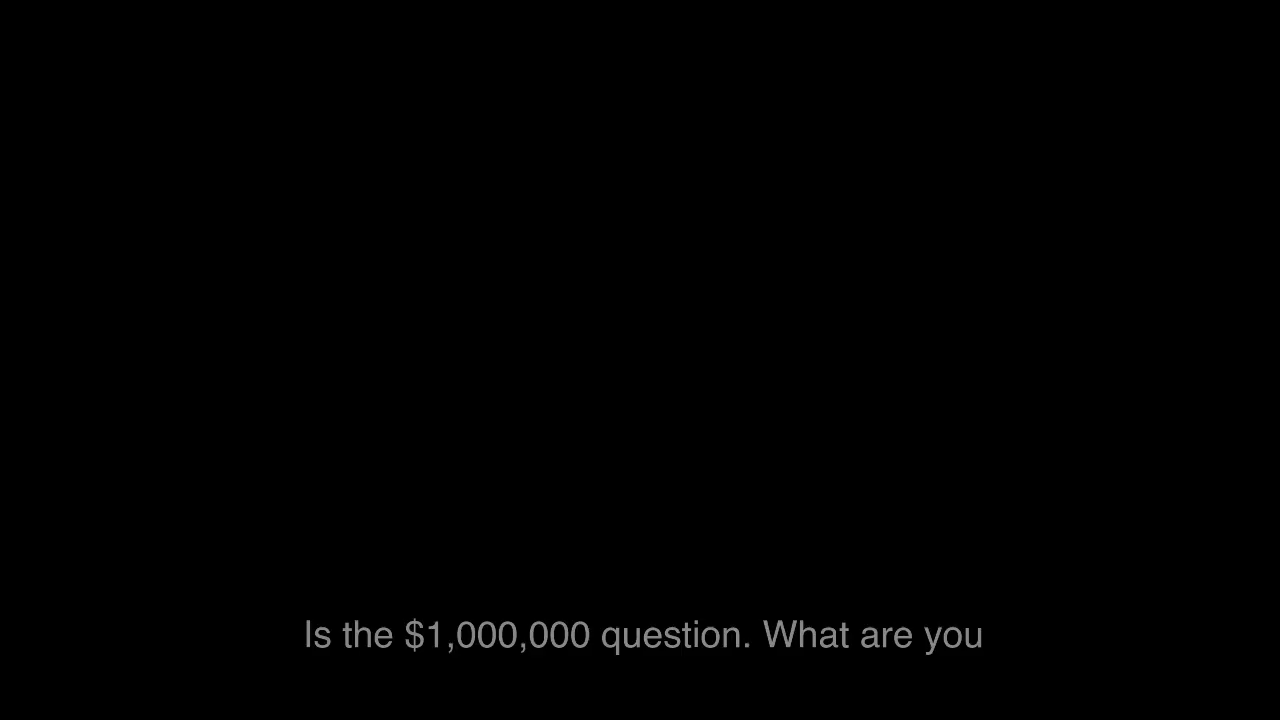 Is the $1,000,000 question. What are you